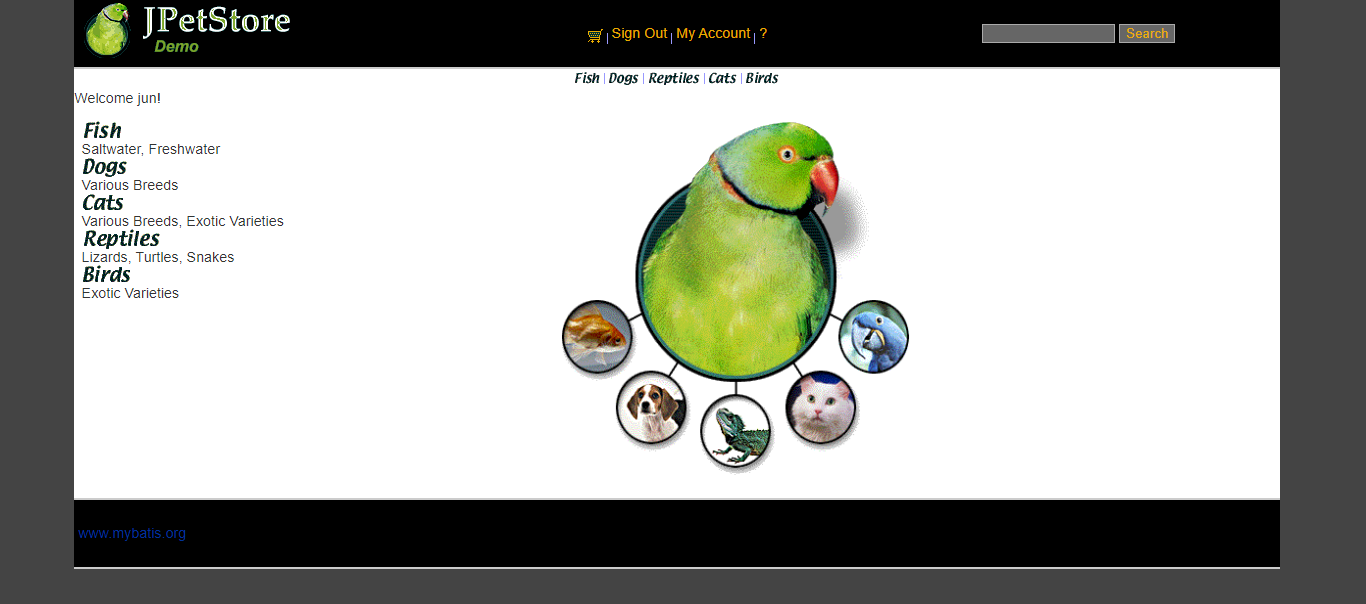 JPetStore
Demo
Sign Out | My Account | ?
Search
Fish | Dogs | Reptiles | Cats | Birds
Welcome jun!
Fish
Saltwater, Freshwater
Dogs
Various Breeds
Cats
Various Breeds, Exotic Varieties
Reptiles
Lizards, Turtles, Snakes
Birds
Exotic Varieties
www.mybatis.org